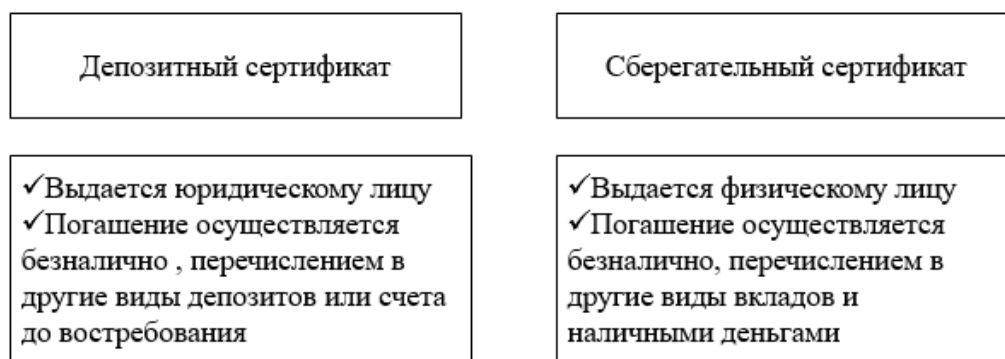 Депозитный сертификат
Сберегательный сертификат
✓Выдается юридическому лицу
✓Погашение осуществляется
безналично , перечислением в
другие виды депозитов или счета
до востребования
✓Выдается физическому лицу
✓Погашение осуществляется
безналично, перечислением в
другие виды вкладов и
наличными деньгами